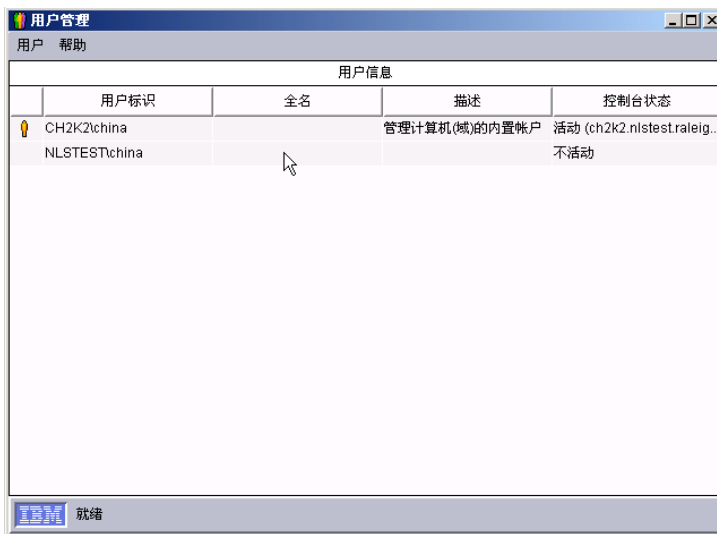 用户管理
用户 帮助
用户信息
用户标识 全名 描述 控制台状态
CH2K2\china 管理计算机(域)的内置帐户 活动 (ch2k2.nlstest.raleig...
NLSTEST\china 不活动
IBM 就绪